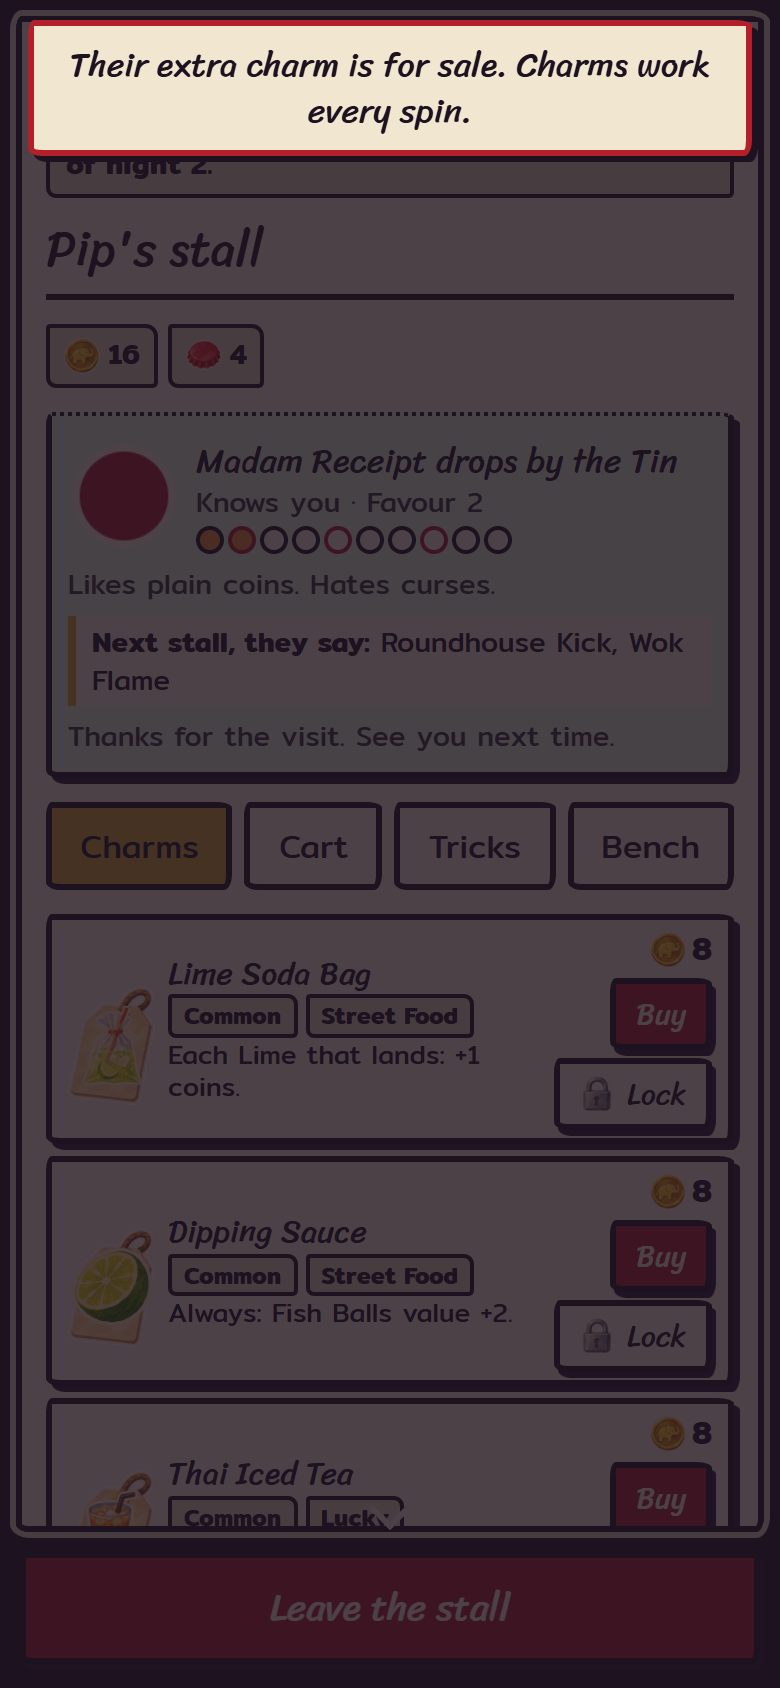 Their extra charm is for sale. Charms work
every spin.
of night 2.
Pip's stall
16
4
Madam Receipt drops by the Tin
Knows you · Favour 2
Likes plain coins. Hates curses.
Next stall, they say: Roundhouse Kick, Wok
Flame
Thanks for the visit. See you next time.
Charms
Cart
Tricks
Bench
8
Lime Soda Bag
Common
Street Food
Buy
Each Lime that lands: +1
coins.
Lock
8
Dipping Sauce
Common
Street Food
Buy
Always: Fish Balls value +2.
Lock
8
Thai Iced Tea
Common
Lucky
Buy
Leave the stall